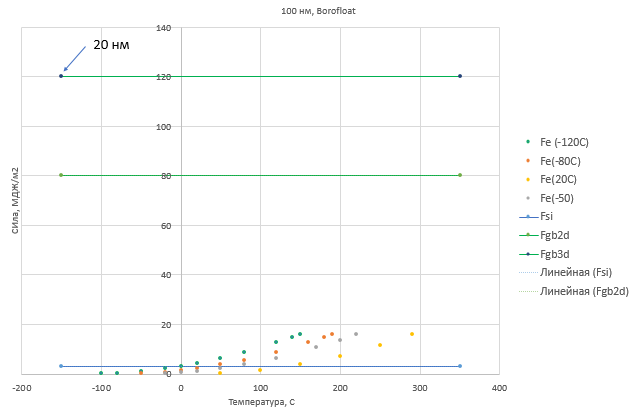 100 нм, Borofloat
140
20 нм
120
100
80
60
40
20
0
-200
-100
0
100
200
300
400
СИла, МДЖ/м2
Температура, С
Fe (-120C)
Fe(-80C)
Fe(20C)
Fe(-50)
Fsi
Fgb2d
Fgb3d
Линейная (Fsi)
Линейная (Fgb2d)